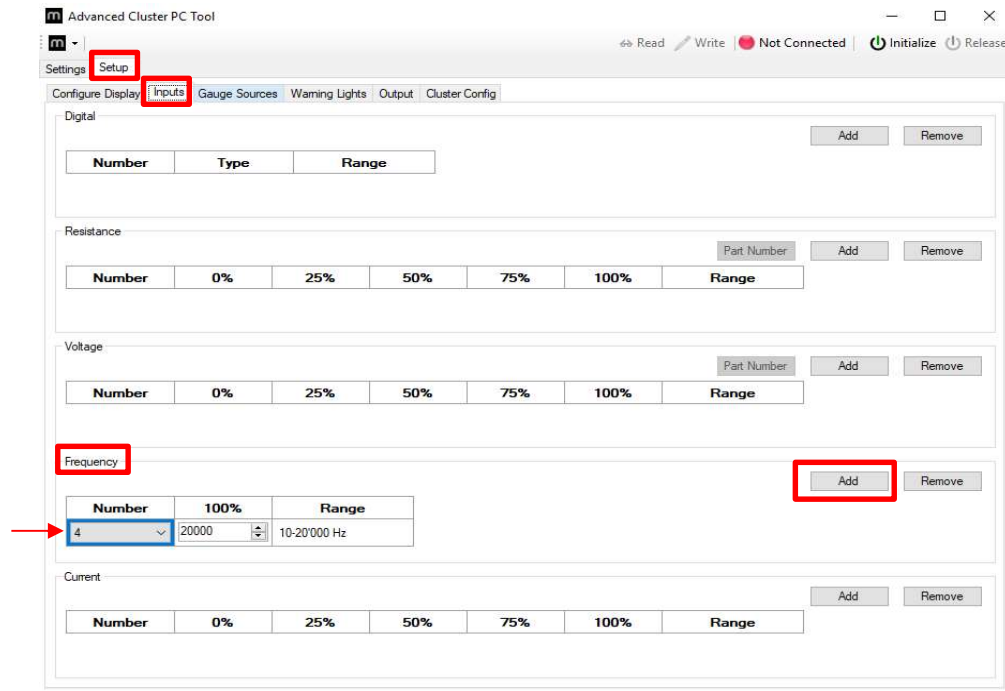 m Advanced Cluster PC Tool
m Read Write Not Connected Initialize Release
Settings Setup
Configure Display Inputs Gauge Sources Warning Lights Output Cluster Config
Digital
Add Remove
Number Type Range
Resistance
Part Number Add Remove
Number 0% 25% 50% 75% 100% Range
Voltage
Part Number Add Remove
Number 0% 25% 50% 75% 100% Range
Frequency
Add Remove
Number 100% Range
4 20000 10-20'000 Hz
Current
Add Remove
Number 0% 25% 50% 75% 100% Range